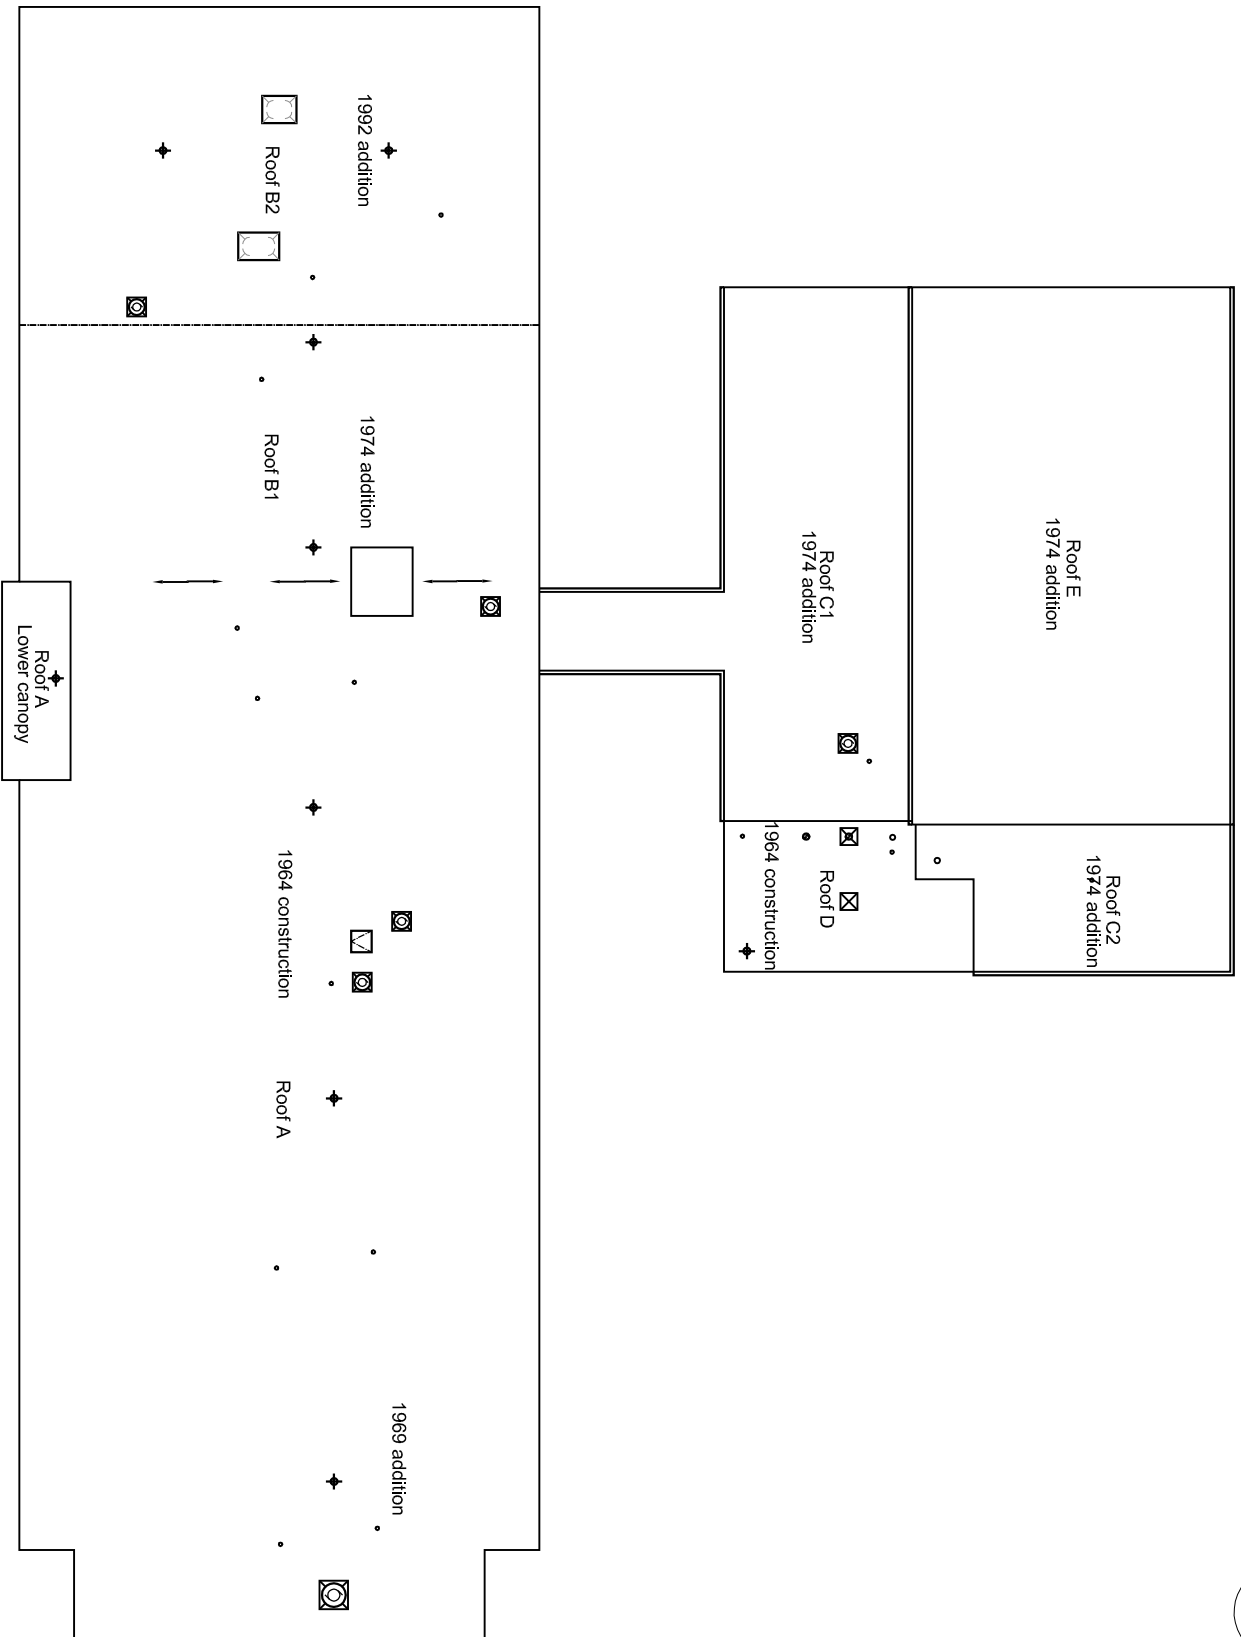 Roof E
1974 addition
Roof C2
1974 addition
Roof C1
1974 addition
Roof D
1964 construction
1992 addition
Roof B2
1974 addition
Roof B1
1964 construction
Roof A
1969 addition
Roof A
Lower canopy